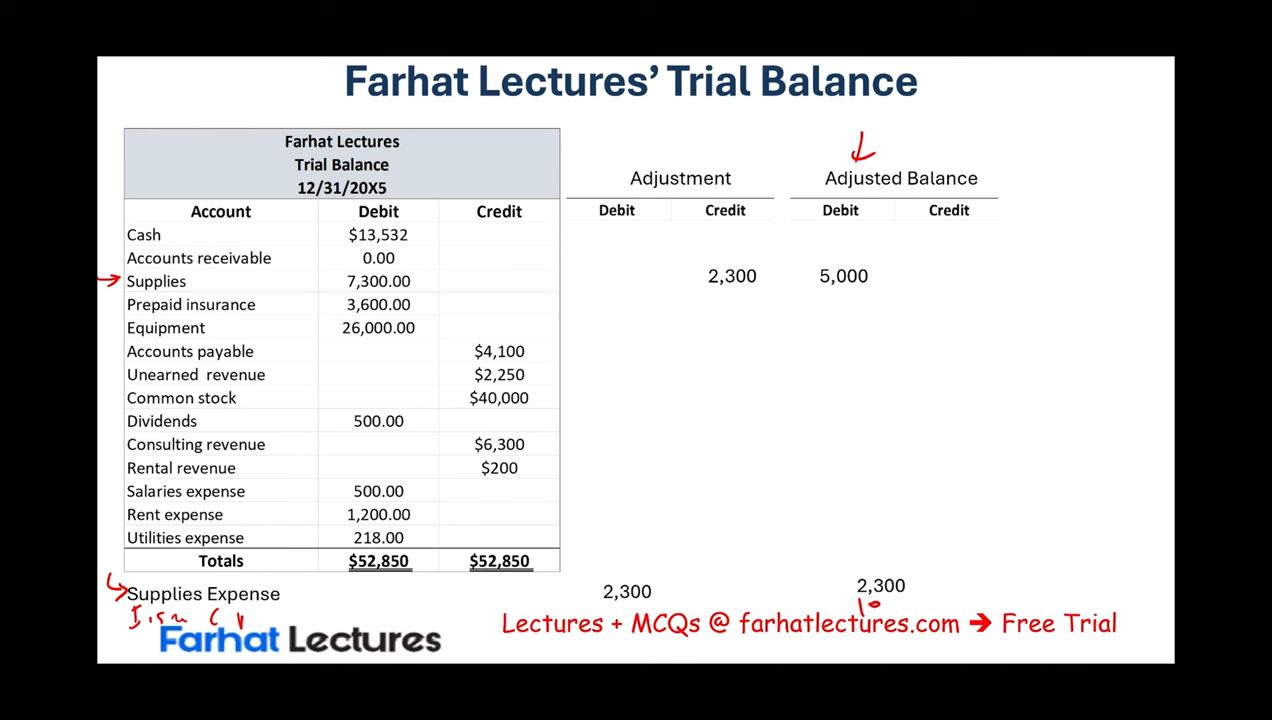 Farhat Lectures’ Trial Balance
Farhat Lectures
Trial Balance
12/31/20X5
Adjustment Adjusted Balance
Account Debit Credit Debit Credit Debit Credit
Cash $13,532
Accounts receivable 0.00
Supplies 7,300.00 2,300 5,000
Prepaid insurance 3,600.00
Equipment 26,000.00
Accounts payable $4,100
Unearned revenue $2,250
Common stock $40,000
Dividends 500.00
Consulting revenue $6,300
Rental revenue $200
Salaries expense 500.00
Rent expense 1,200.00
Utilities expense 218.00
Totals $52,850 $52,850
Supplies Expense 2,300 2,300
Lectures + MCQs @ farhatlectures.com → Free Trial
Farhat Lectures